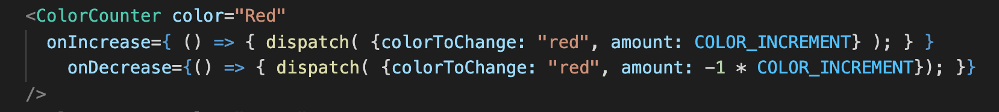 <ColorCounter color="Red"
onIncrease={ () => { dispatch( {colorToChange: "red", amount: COLOR_INCREMENT} ); } }
onDecrease={() => { dispatch( {colorToChange: "red", amount: -1 * COLOR_INCREMENT}); }}
/>